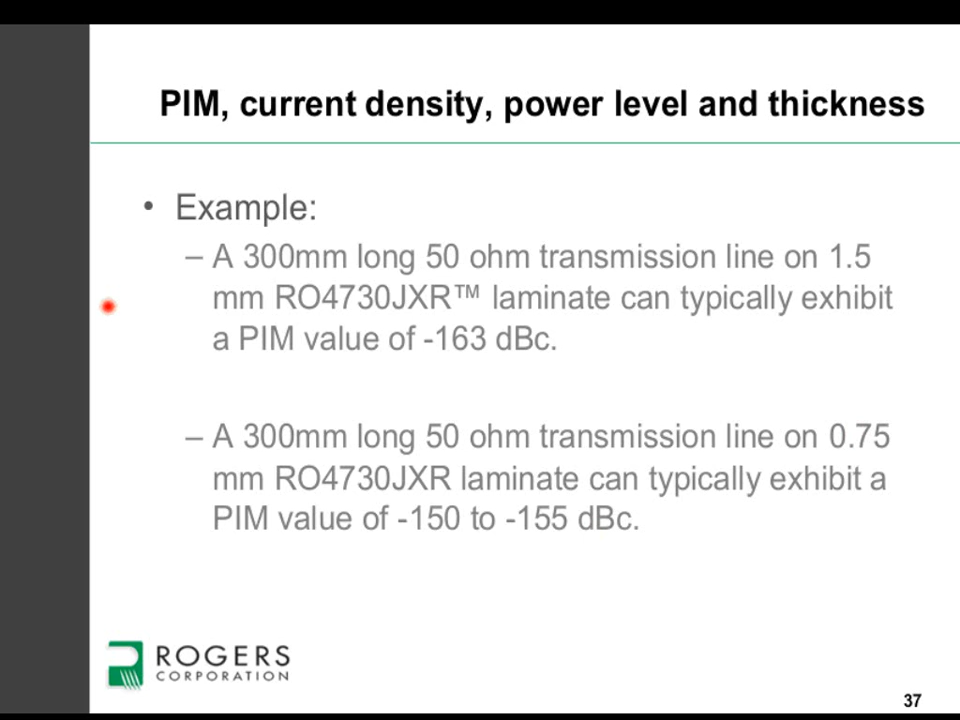 PIM, current density, power level and thickness
• Example:
– A 300mm long 50 ohm transmission line on 1.5
mm RO4730JXR™ laminate can typically exhibit
a PIM value of -163 dBc.
– A 300mm long 50 ohm transmission line on 0.75
mm RO4730JXR laminate can typically exhibit a
PIM value of -150 to -155 dBc.
ROGERS
CORPORATION
37